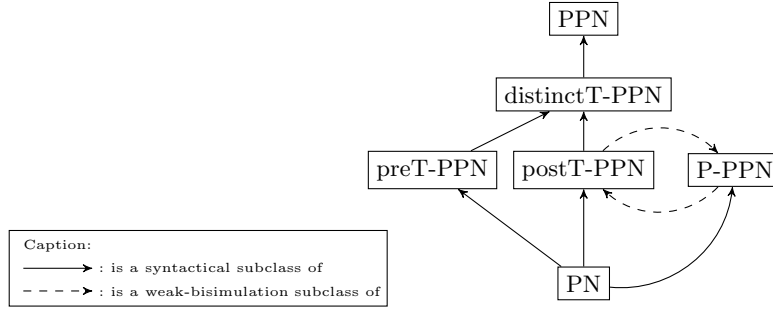 PPN
distinctT-PPN
preT-PPN postT-PPN P-PPN
Caption:
: is a syntactical subclass of
: is a weak-bisimulation subclass of
PN